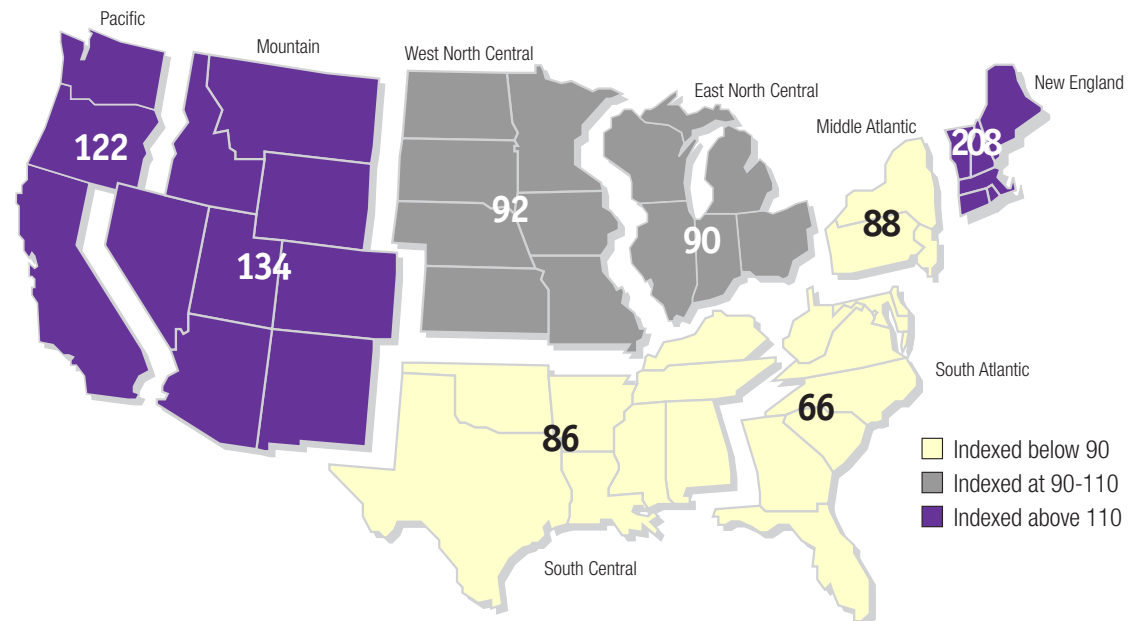 Pacific
Mountain
West North Central
East North Central
New England
Middle Atlantic
122
208
92
88
90
134
South Atlantic
66
86
Indexed below 90
Indexed at 90-110
Indexed above 110
South Central